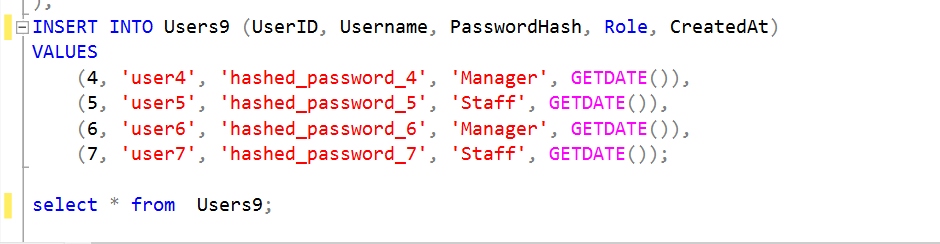 ),
INSERT INTO Users9 (UserID, Username, PasswordHash, Role, CreatedAt)
VALUES
    (4, 'user4', 'hashed_password_4', 'Manager', GETDATE()),
    (5, 'user5', 'hashed_password_5', 'Staff', GETDATE()),
    (6, 'user6', 'hashed_password_6', 'Manager', GETDATE()),
    (7, 'user7', 'hashed_password_7', 'Staff', GETDATE());
select * from  Users9;